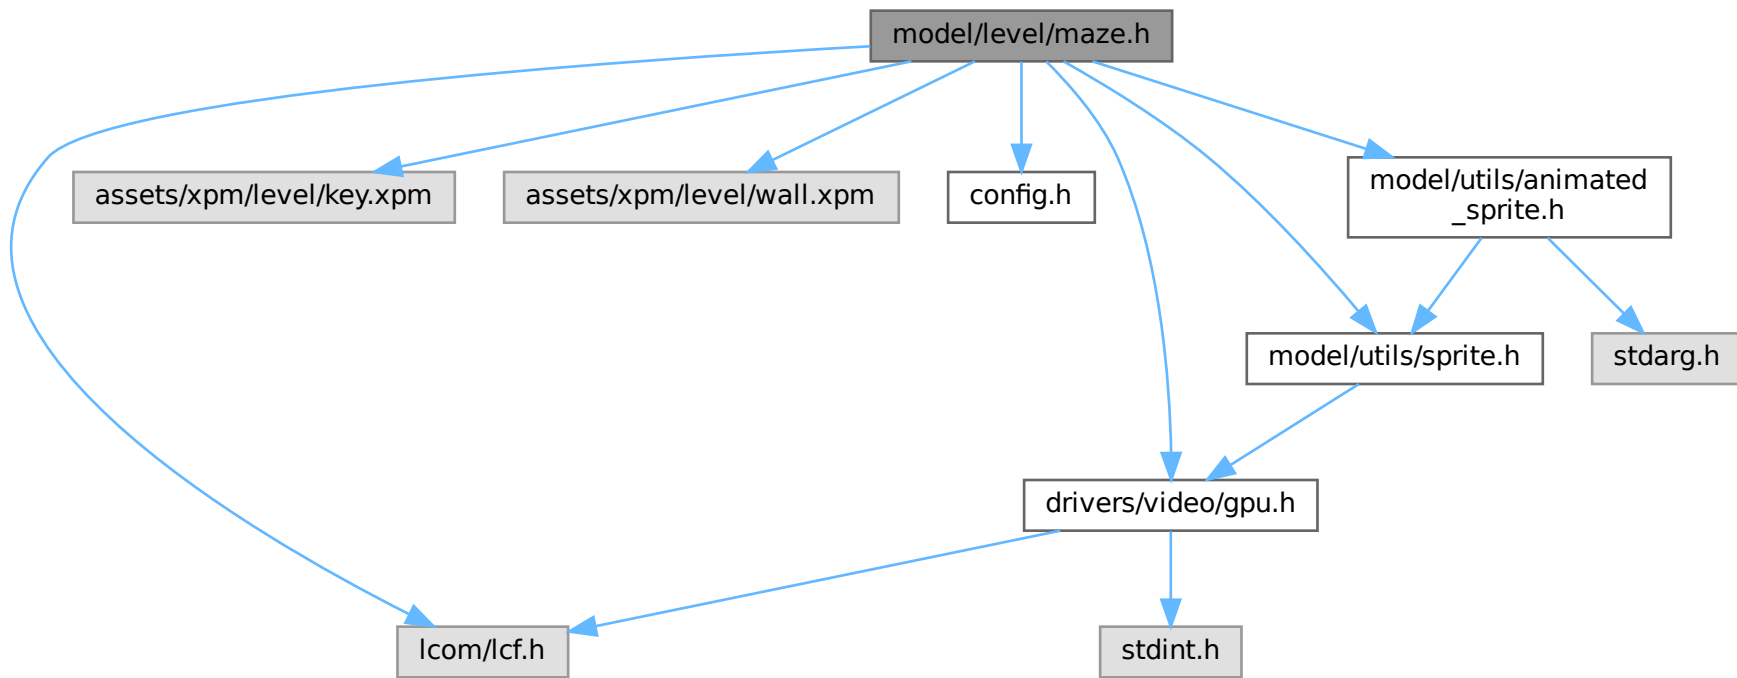 model/level/maze.h
assets/xpm/level/key.xpm
assets/xpm/level/wall.xpm
config.h
model/utils/animated
_sprite.h
model/utils/sprite.h
stdarg.h
drivers/video/gpu.h
lcom/lcf.h
stdint.h